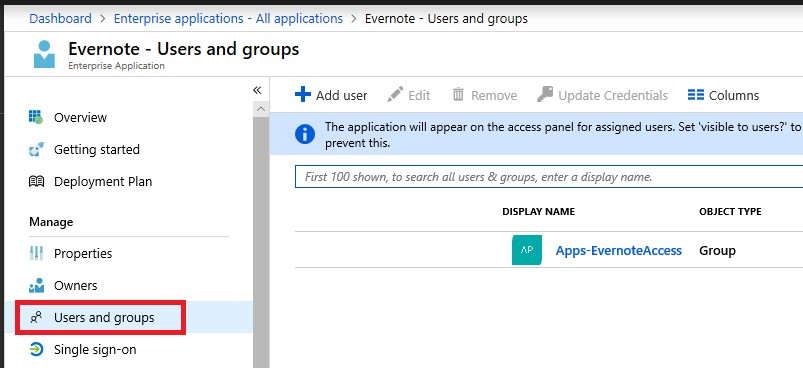 Dashboard > Enterprise applications - All applications > Evernote - Users and groups
Evernote - Users and groups
Enterprise Application
«
Overview
Getting started
Deployment Plan
Manage
Properties
Owners
Users and groups
Single sign-on
+ Add user Edit Remove Update Credentials Columns
The application will appear on the access panel for assigned users. Set 'visible to users?' to
prevent this.
First 100 shown, to search all users & groups, enter a display name.
DISPLAY NAME OBJECT TYPE
AP Apps-EvernoteAccess Group